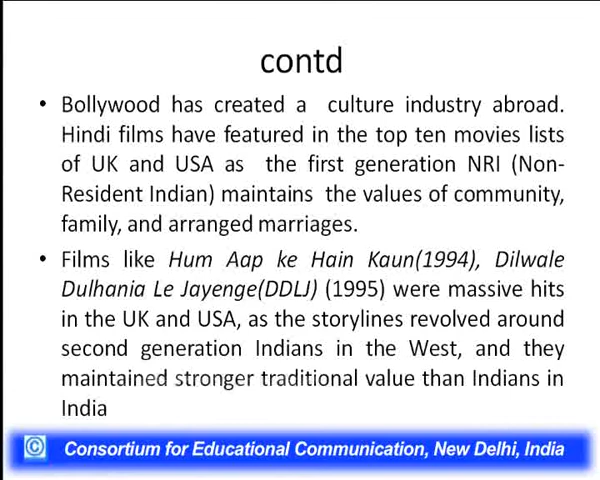 contd
• Bollywood has created a culture industry abroad.
Hindi films have featured in the top ten movies lists
of UK and USA as the first generation NRI (Non-
Resident Indian) maintains the values of community,
family, and arranged marriages.
• Films like Hum Aap ke Hain Kaun(1994), Dilwale
Dulhania Le Jayenge(DDLJ) (1995) were massive hits
in the UK and USA, as the storylines revolved around
second generation Indians in the West, and they
maintained stronger traditional value than Indians in
India
© Consortium for Educational Communication, New Delhi, India